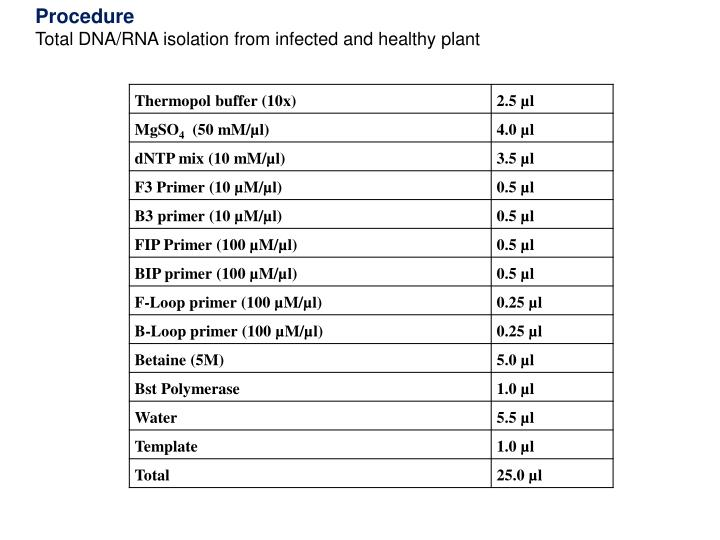 Procedure
Total DNA/RNA isolation from infected and healthy plant
Thermopol buffer (10x) 2.5 µl
MgSO₄ (50 mM/µl) 4.0 µl
dNTP mix (10 mM/µl) 3.5 µl
F3 Primer (10 µM/µl) 0.5 µl
B3 primer (10 µM/µl) 0.5 µl
FIP Primer (100 µM/µl) 0.5 µl
BIP primer (100 µM/µl) 0.5 µl
F-Loop primer (100 µM/µl) 0.25 µl
B-Loop primer (100 µM/µl) 0.25 µl
Betaine (5M) 5.0 µl
Bst Polymerase 1.0 µl
Water 5.5 µl
Template 1.0 µl
Total 25.0 µl